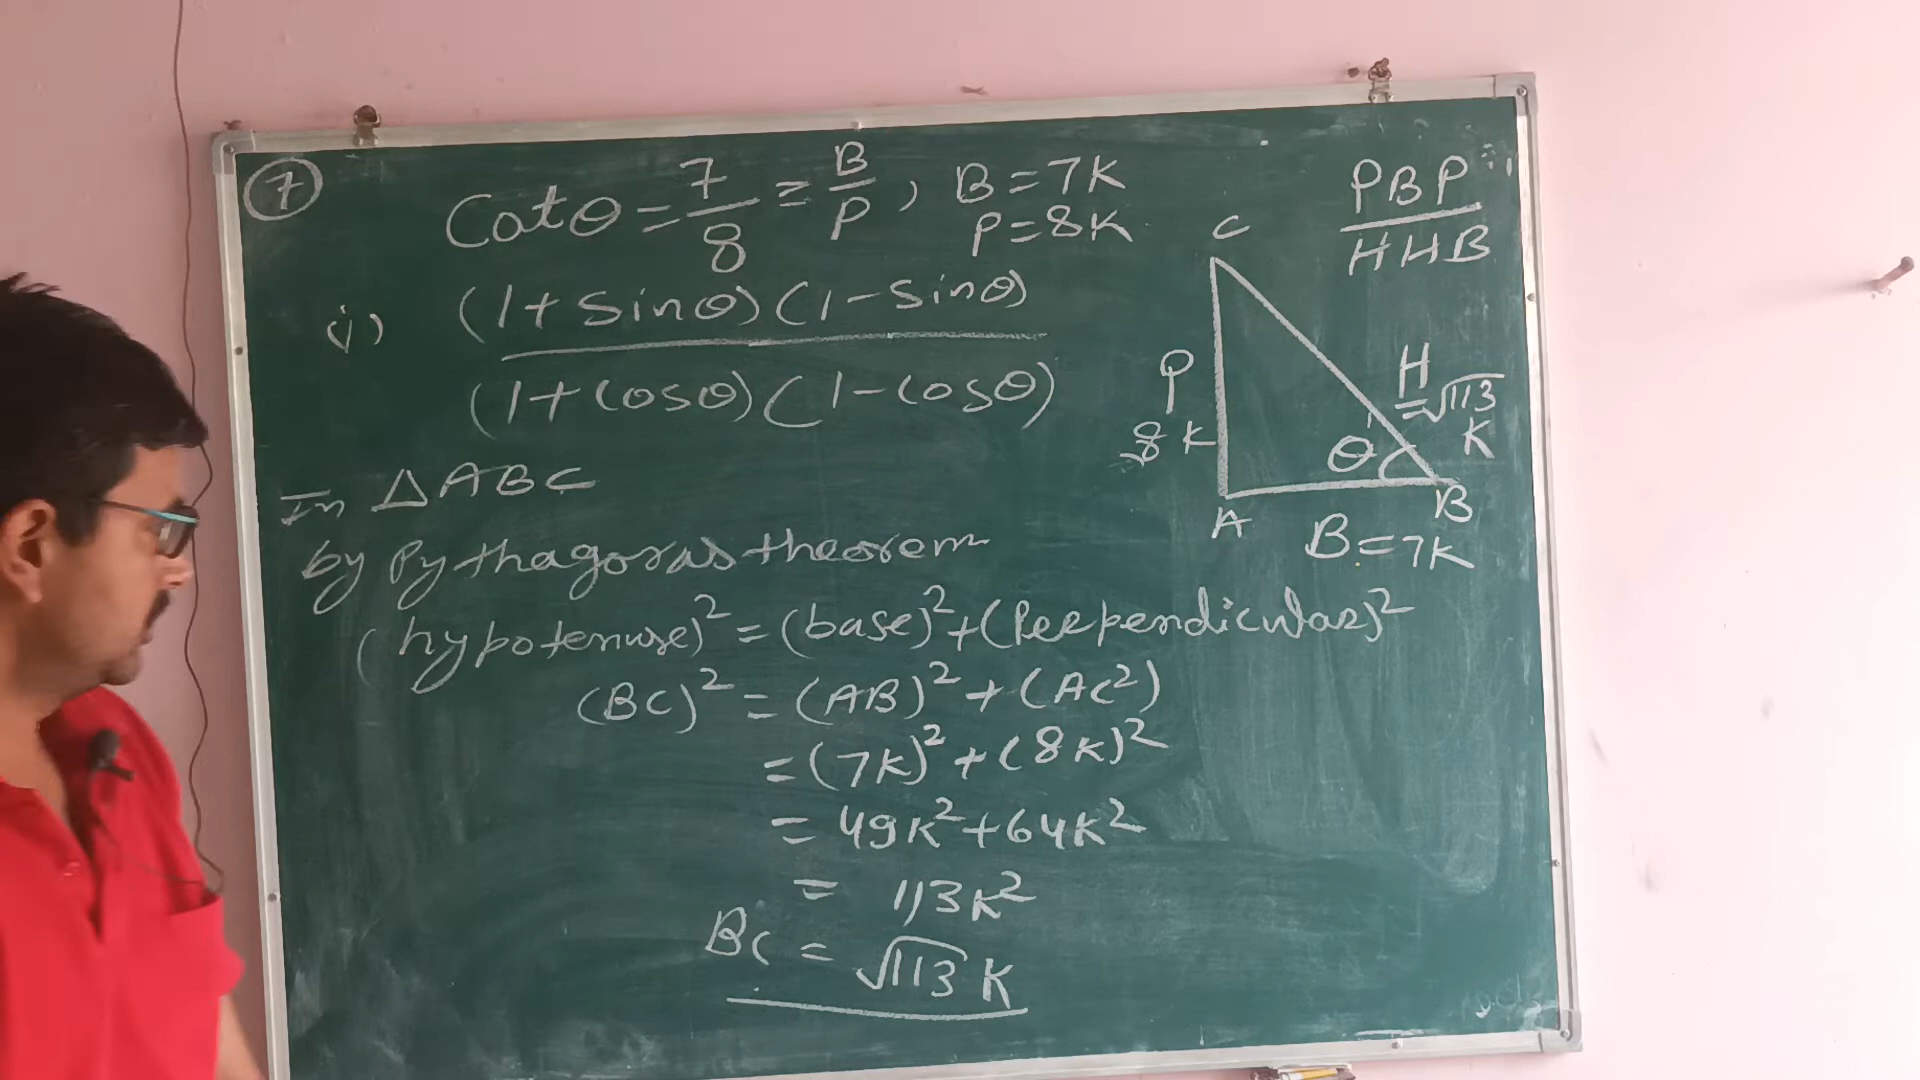 7
Cotθ = 7/8 = B/P, B = 7K
P = 8K
(i) (1 + Sinθ)(1 - Sinθ)
(1 + Cosθ)(1 - Cosθ)
In △ABC
by Pythagoras theorem
(hypotenuse)² = (base)² + (Perpendicular)²
(BC)² = (AB)² + (AC²)
= (7K)² + (8K)²
= 49K² + 64K²
= 113K²
BC = √113 K
PBP
HHB
C
P
8K
H
= √113
K
θ
A
B
B = 7K